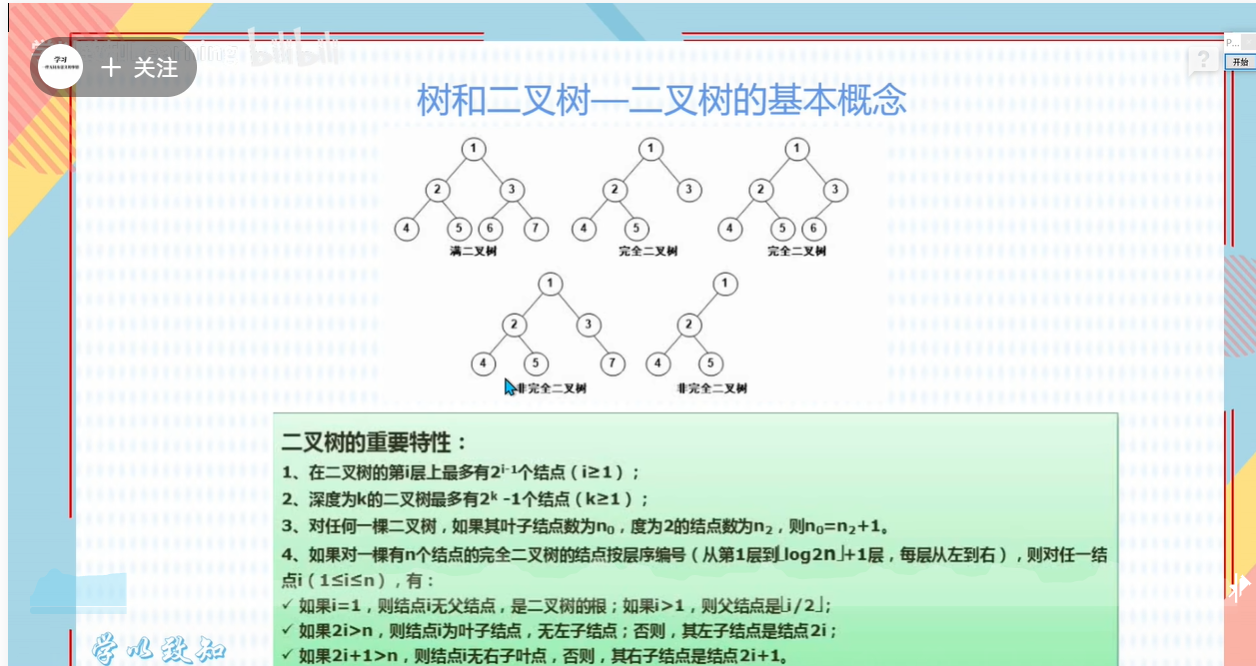 学习
十 关注
bilibili
P...
开始
?
树和二叉树—二叉树的基本概念
1
2 3
4 5 6 7
满二叉树
1
2 3
4 5
完全二叉树
1
2 3
4 5 6
完全二叉树
1
2 3
4 5 7
非完全二叉树
1
2
4 5
非完全二叉树
二叉树的重要特性：
1、在二叉树的第i层上最多有2ⁱ⁻¹个结点（i≥1）；
2、深度为k的二叉树最多有2ᵏ -1个结点（k≥1）；
3、对任何一棵二叉树，如果其叶子结点数为n₀，度为2的结点数为n₂，则n₀=n₂+1。
4、如果对一棵有n个结点的完全二叉树的结点按层序编号（从第1层到⌊log2n⌋+1层，每层从左到右），则对任一结
点i（1≤i≤n），有：
✓ 如果i=1，则结点i无父结点，是二叉树的根；如果i>1，则父结点是⌊i/2⌋；
✓ 如果2i>n，则结点i为叶子结点，无左子结点；否则，其左子结点是结点2i；
✓ 如果2i+1>n，则结点i无右子叶点，否则，其右子结点是结点2i+1。
学以致知